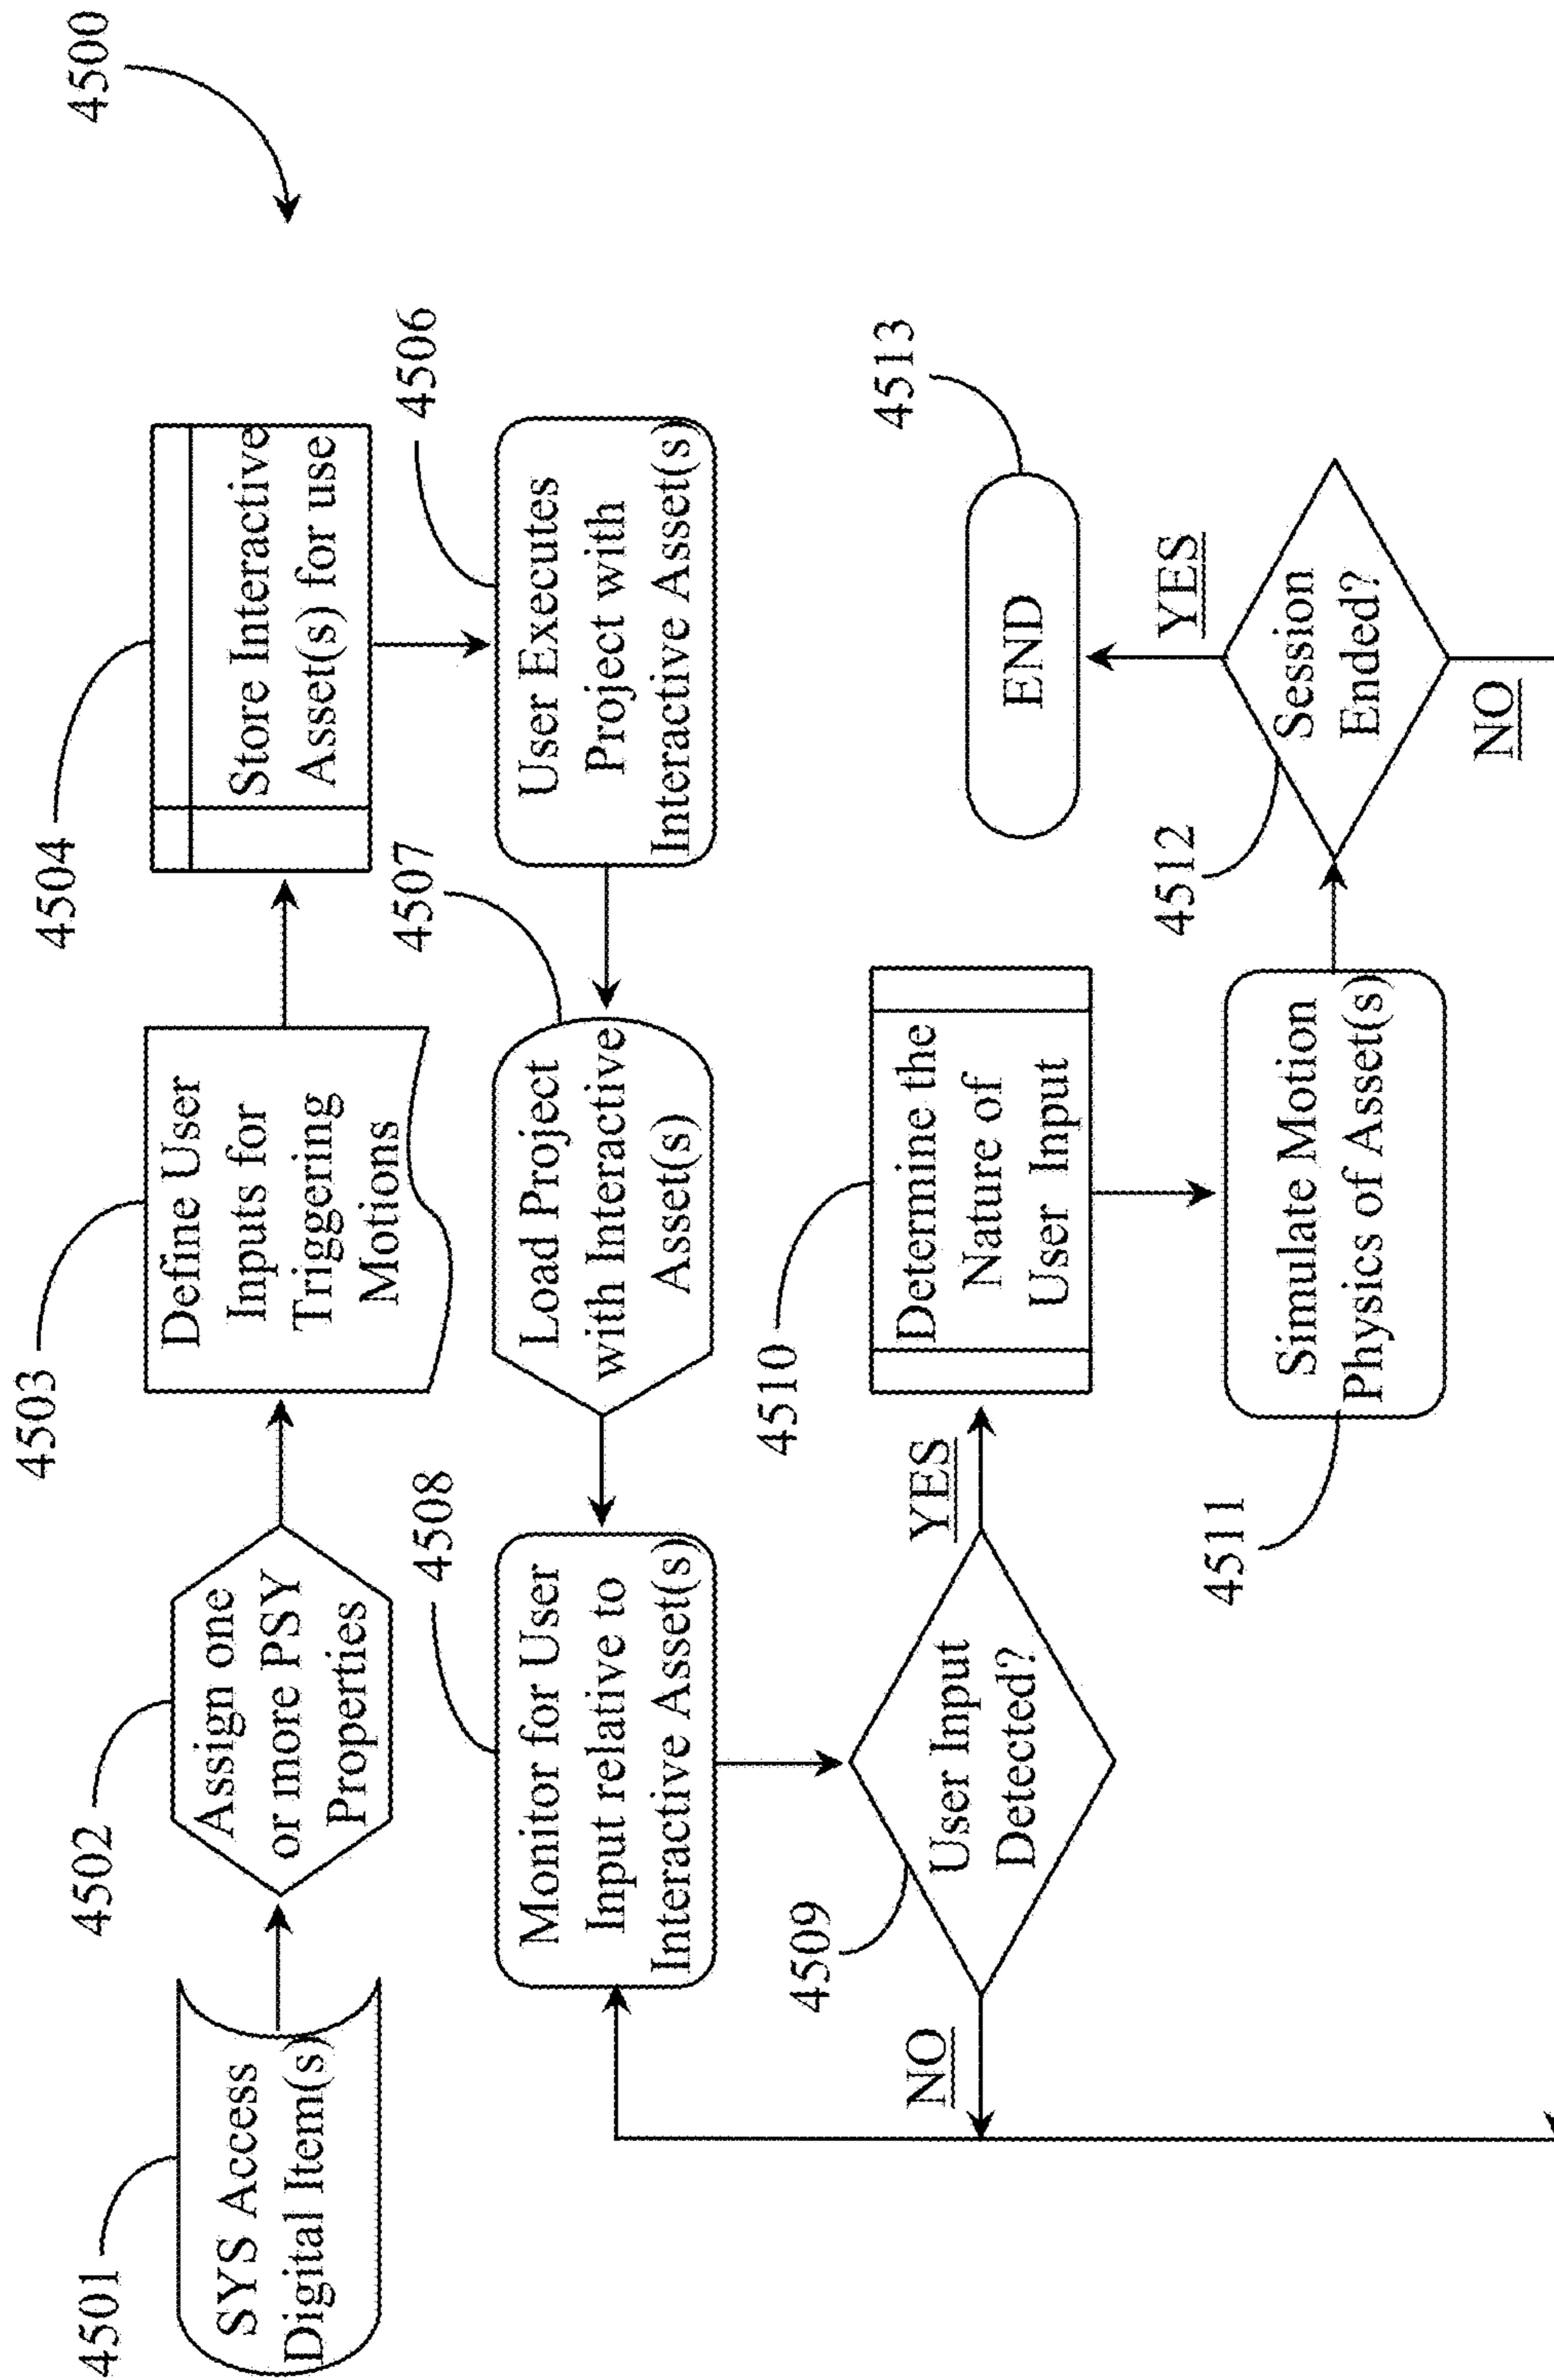 4500
4501
SYS Access
Digital Item(s)
4502
Assign one
or more PSY
Properties
4503
Define User
Inputs for
Triggering
Motions
4504
Store Interactive
Asset(s) for use
4508
Monitor for User
Input relative to
Interactive Asset(s)
4507
Load Project
with Interactive
Asset(s)
4506
User Executes
Project with
Interactive Asset(s)
4509
User Input
Detected?
NO
YES
4510
Determine the
Nature of
User Input
4513
END
4511
Simulate Motion
Physics of Asset(s)
4512
Session
Ended?
YES
NO